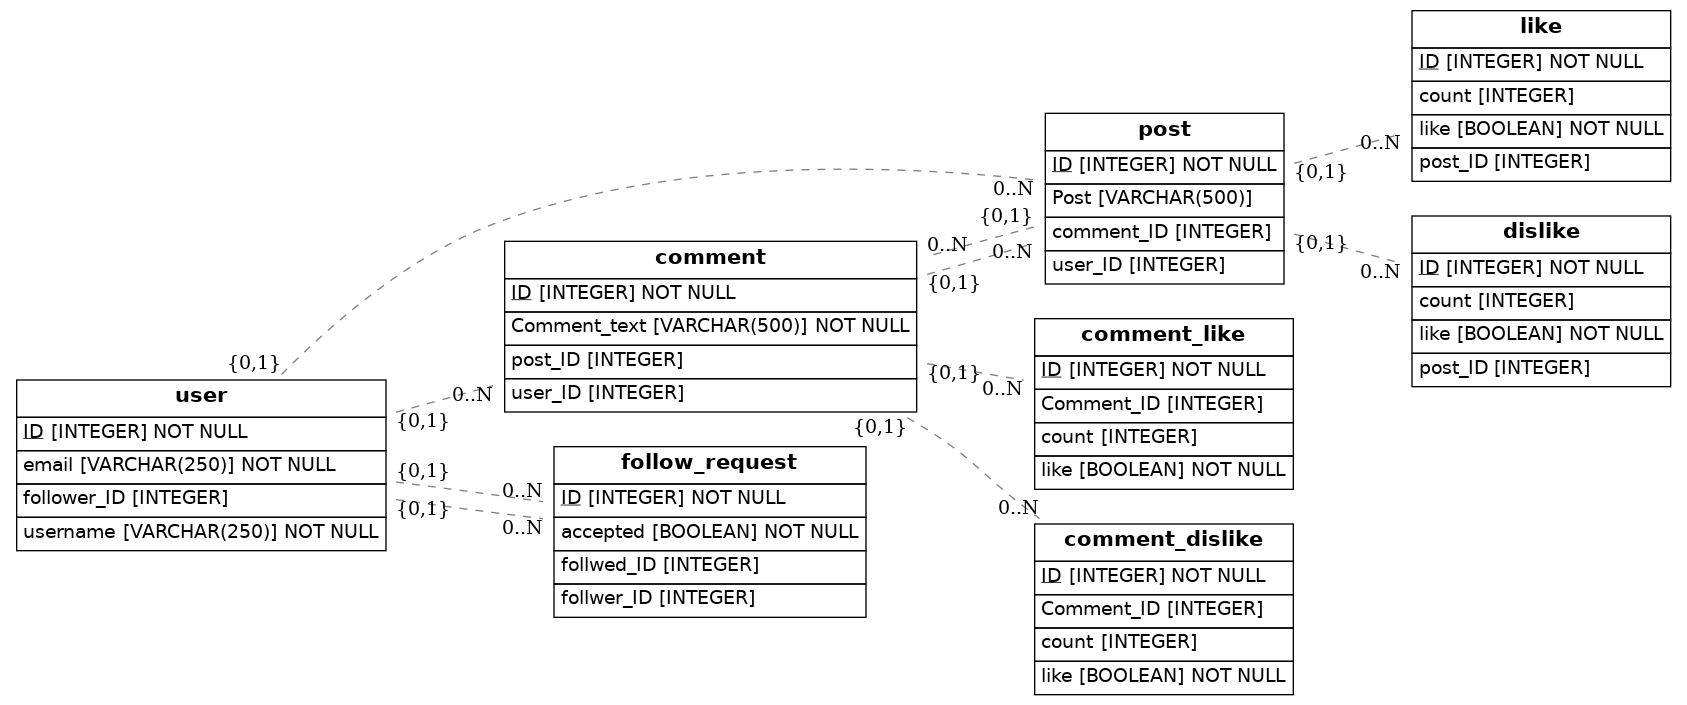 like
ID [INTEGER] NOT NULL
count [INTEGER]
like [BOOLEAN] NOT NULL
post_ID [INTEGER]
post
ID [INTEGER] NOT NULL
Post [VARCHAR(500)]
comment_ID [INTEGER]
user_ID [INTEGER]
dislike
ID [INTEGER] NOT NULL
count [INTEGER]
like [BOOLEAN] NOT NULL
post_ID [INTEGER]
comment
ID [INTEGER] NOT NULL
Comment_text [VARCHAR(500)] NOT NULL
post_ID [INTEGER]
user_ID [INTEGER]
comment_like
ID [INTEGER] NOT NULL
Comment_ID [INTEGER]
count [INTEGER]
like [BOOLEAN] NOT NULL
user
ID [INTEGER] NOT NULL
email [VARCHAR(250)] NOT NULL
follower_ID [INTEGER]
username [VARCHAR(250)] NOT NULL
follow_request
ID [INTEGER] NOT NULL
accepted [BOOLEAN] NOT NULL
follwed_ID [INTEGER]
follwer_ID [INTEGER]
comment_dislike
ID [INTEGER] NOT NULL
Comment_ID [INTEGER]
count [INTEGER]
like [BOOLEAN] NOT NULL
0..N
{0,1}
0..N
{0,1}
0..N
{0,1}
0..N
{0,1}
0..N
{0,1}
0..N
{0,1}
0..N
{0,1}
0..N
{0,1}
0..N
{0,1}
0..N
{0,1}